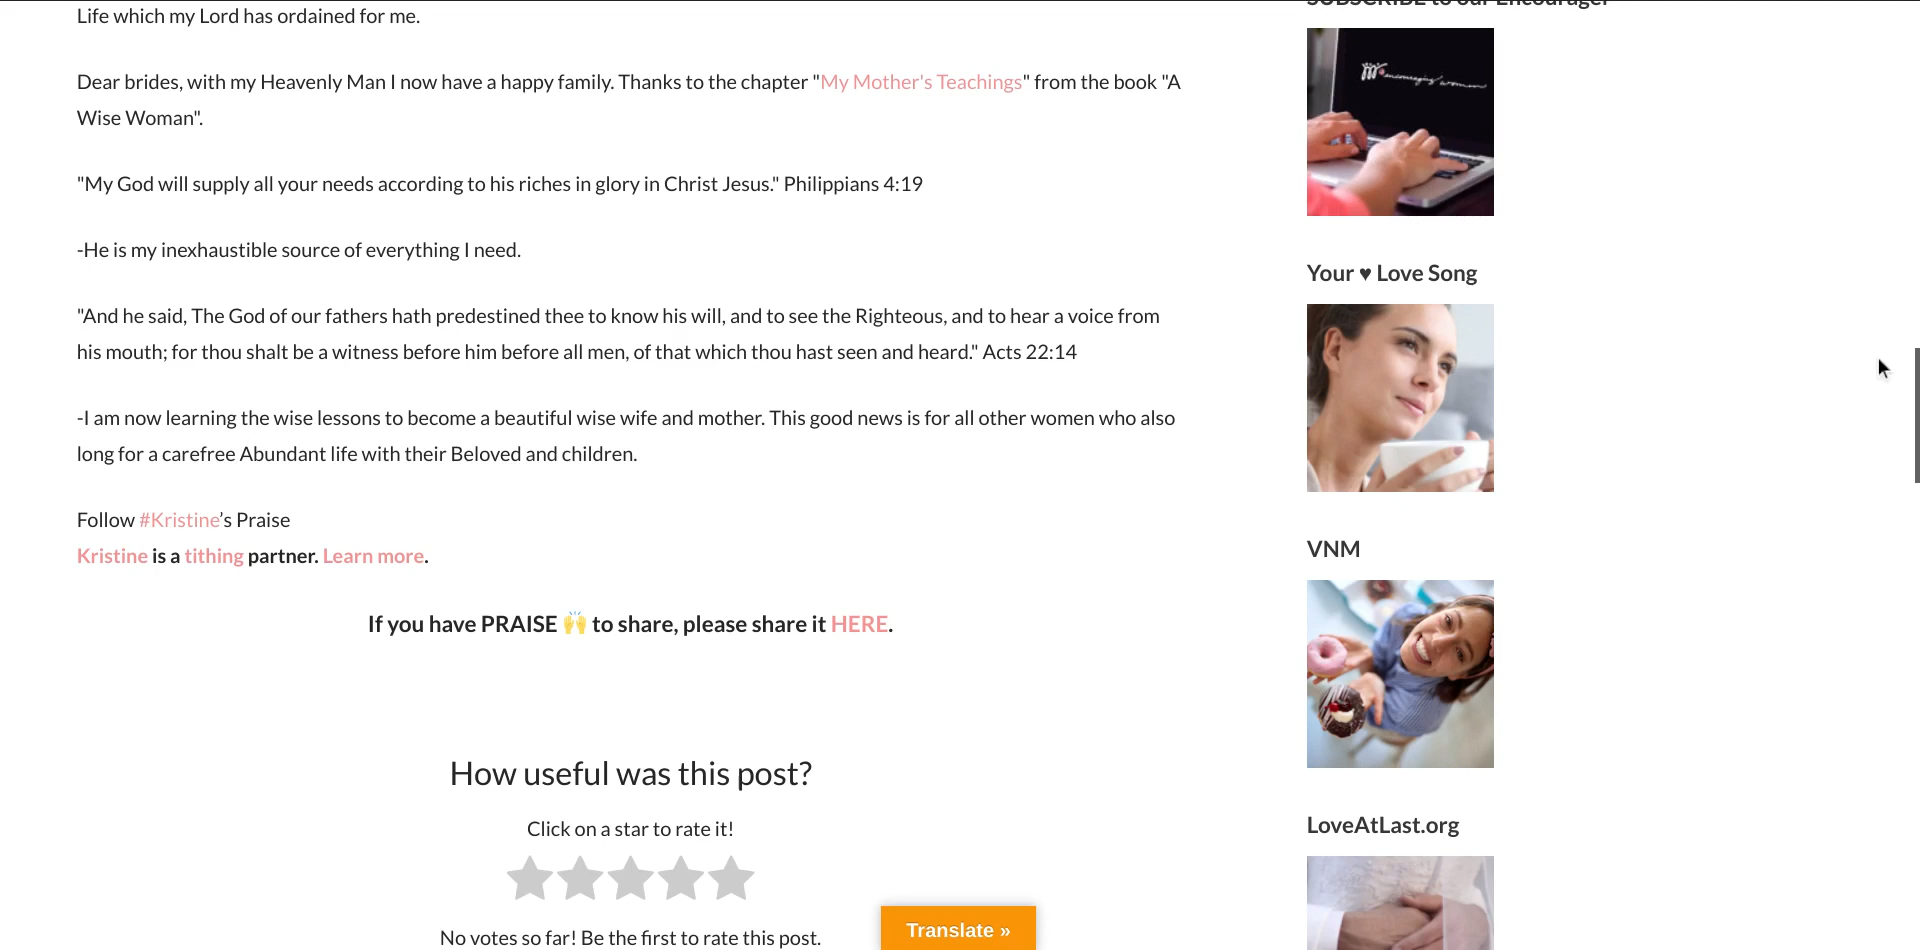 Life which my Lord has ordained for me.
Dear brides, with my Heavenly Man I now have a happy family. Thanks to the chapter "My Mother's Teachings" from the book "A
Wise Woman".
"My God will supply all your needs according to his riches in glory in Christ Jesus." Philippians 4:19
-He is my inexhaustible source of everything I need.
"And he said, The God of our fathers hath predestined thee to know his will, and to see the Righteous, and to hear a voice from
his mouth; for thou shalt be a witness before him before all men, of that which thou hast seen and heard." Acts 22:14
-I am now learning the wise lessons to become a beautiful wise wife and mother. This good news is for all other women who also
long for a carefree Abundant life with their Beloved and children.
Follow #Kristine’s Praise
Kristine is a tithing partner. Learn more.
If you have PRAISE 🙌 to share, please share it HERE.
How useful was this post?
Click on a star to rate it!
No votes so far! Be the first to rate this post.
Translate »
SUBSCRIBE to our Encourager
encouraging women
Your ♥ Love Song
VNM
LoveAtLast.org